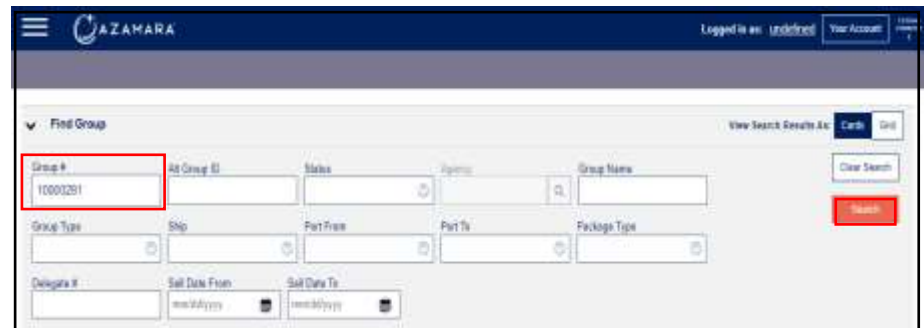 AZAMARA
Logged in as: undefined Your Account
Find Group
View Search Results As: Cards Grid
Group # Alt Group ID Status Agency Group Name
Clear Search
10000281
Search
Group Type Ship Port From Port To Package Type
Delegate # Sail Date From Sail Date To
mm/dd/yyyy mm/dd/yyyy